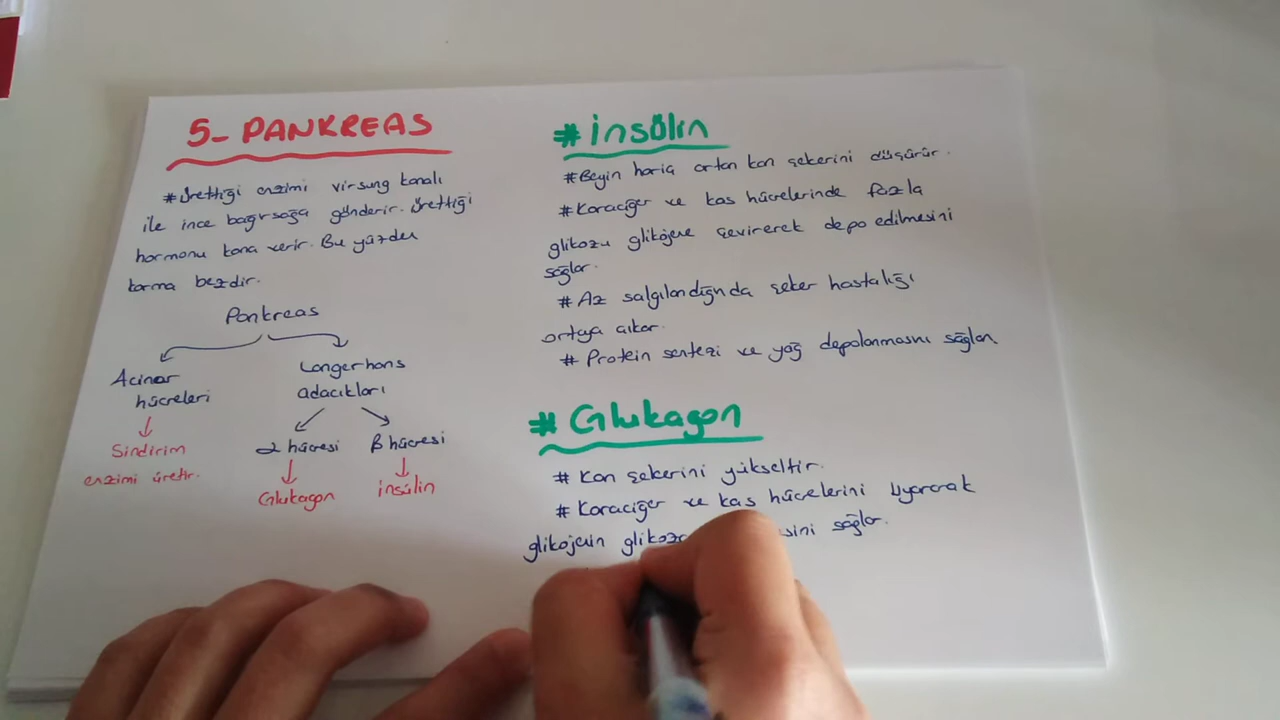 5- PANKREAS
#Ürettiği enzimi virsung kanalı
ile ince bağırsağa gönderir. Ürettiği
hormonu kana verir. Bu yüzden
karma bezdir.
Pankreas
Acinar
hücreleri
Langerhans
adacıkları
Sindirim
enzimi üretir.
α hücresi
β hücresi
Glukagon
insülin
# İnsülin
#Beyin hariç artan kan şekerini düşürür.
#Karaciğer ve kas hücrelerinde fazla
glikozu glikojene çevirerek depo edilmesini
sağlar.
# Az salgılandığında şeker hastalığı
ortaya çıkar.
# Protein sentezi ve yağ depolanmasını sağlar
# Glukagon
# Kan şekerini yükseltir.
# Karaciğer ve kas hücrelerini uyararak
glikojenin sağlar.